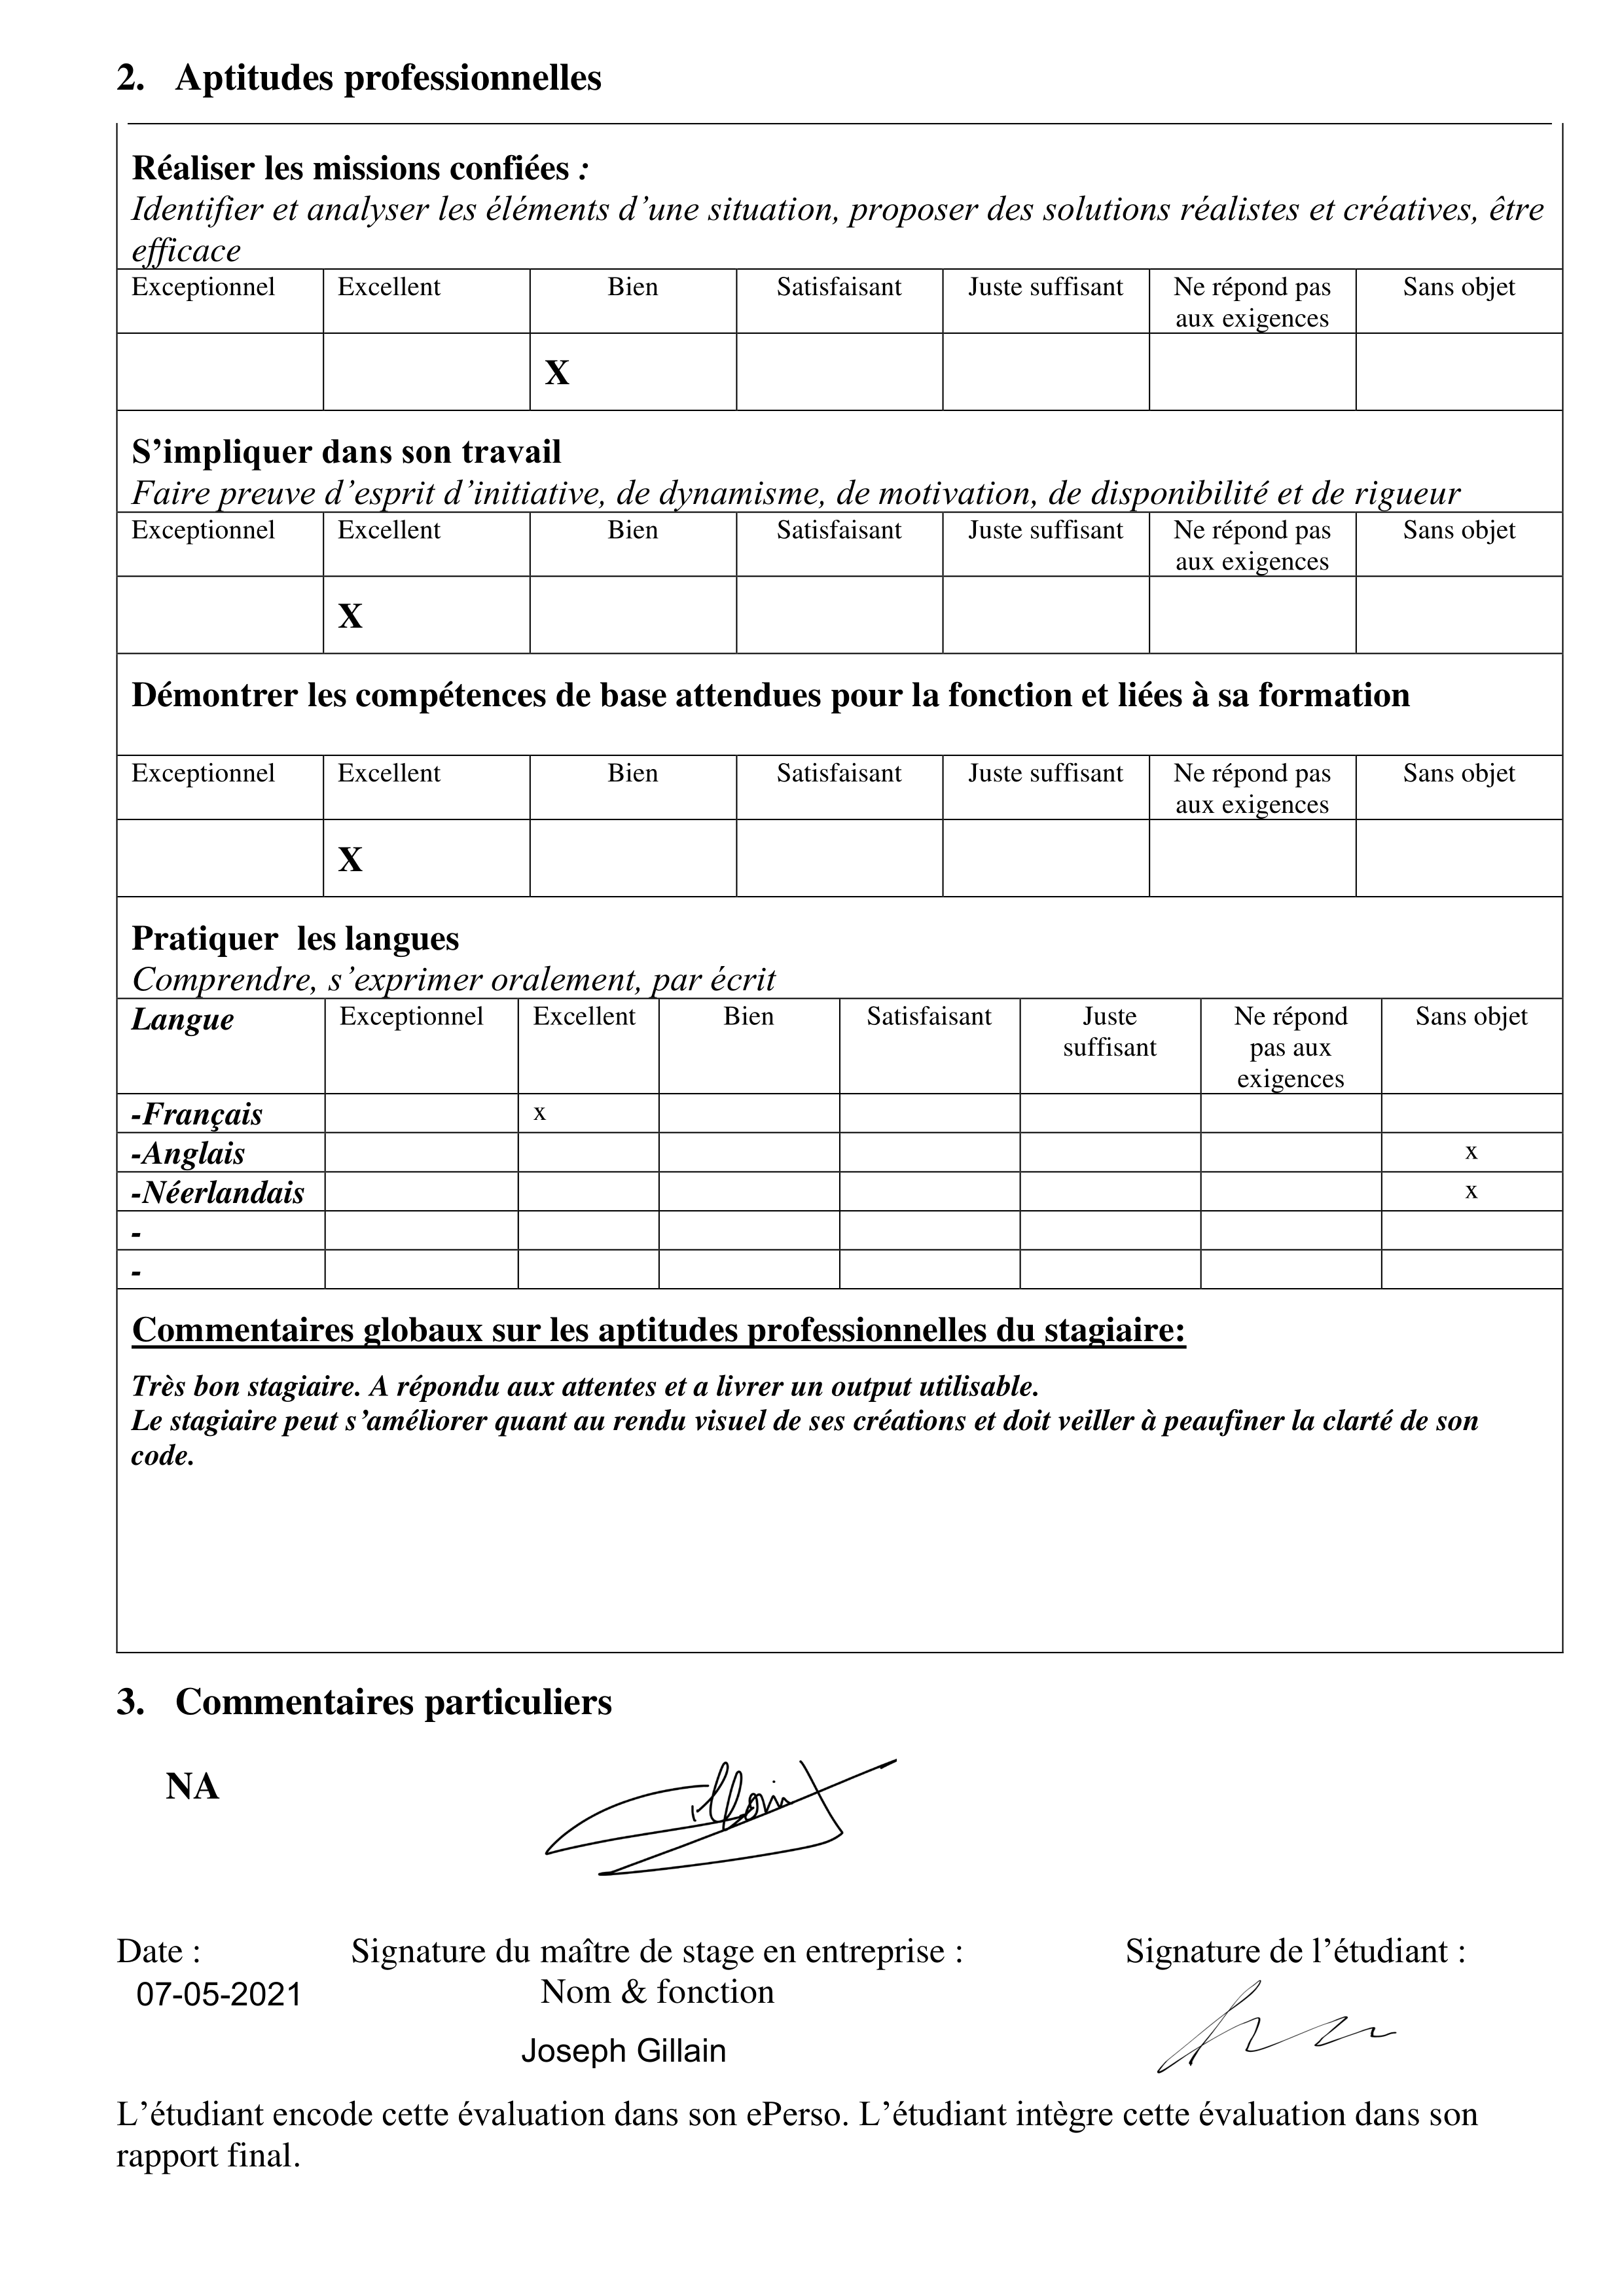 2. Aptitudes professionnelles
Réaliser les missions confiées :
Identifier et analyser les éléments d’une situation, proposer des solutions réalistes et créatives, être
efficace
Exceptionnel Excellent Bien Satisfaisant Juste suffisant Ne répond pas Sans objet
aux exigences
X
S’impliquer dans son travail
Faire preuve d’esprit d’initiative, de dynamisme, de motivation, de disponibilité et de rigueur
Exceptionnel Excellent Bien Satisfaisant Juste suffisant Ne répond pas Sans objet
aux exigences
X
Démontrer les compétences de base attendues pour la fonction et liées à sa formation
Exceptionnel Excellent Bien Satisfaisant Juste suffisant Ne répond pas Sans objet
aux exigences
X
Pratiquer les langues
Comprendre, s’exprimer oralement, par écrit
Langue Exceptionnel Excellent Bien Satisfaisant Juste Ne répond Sans objet
suffisant pas aux
exigences
-Français x
-Anglais x
-Néerlandais x
-
-
Commentaires globaux sur les aptitudes professionnelles du stagiaire:
Très bon stagiaire. A répondu aux attentes et a livrer un output utilisable.
Le stagiaire peut s’améliorer quant au rendu visuel de ses créations et doit veiller à peaufiner la clarté de son
code.
3. Commentaires particuliers
NA
Date : Signature du maître de stage en entreprise : Signature de l’étudiant :
07-05-2021 Nom & fonction
Joseph Gillain
L’étudiant encode cette évaluation dans son ePerso. L’étudiant intègre cette évaluation dans son
rapport final.